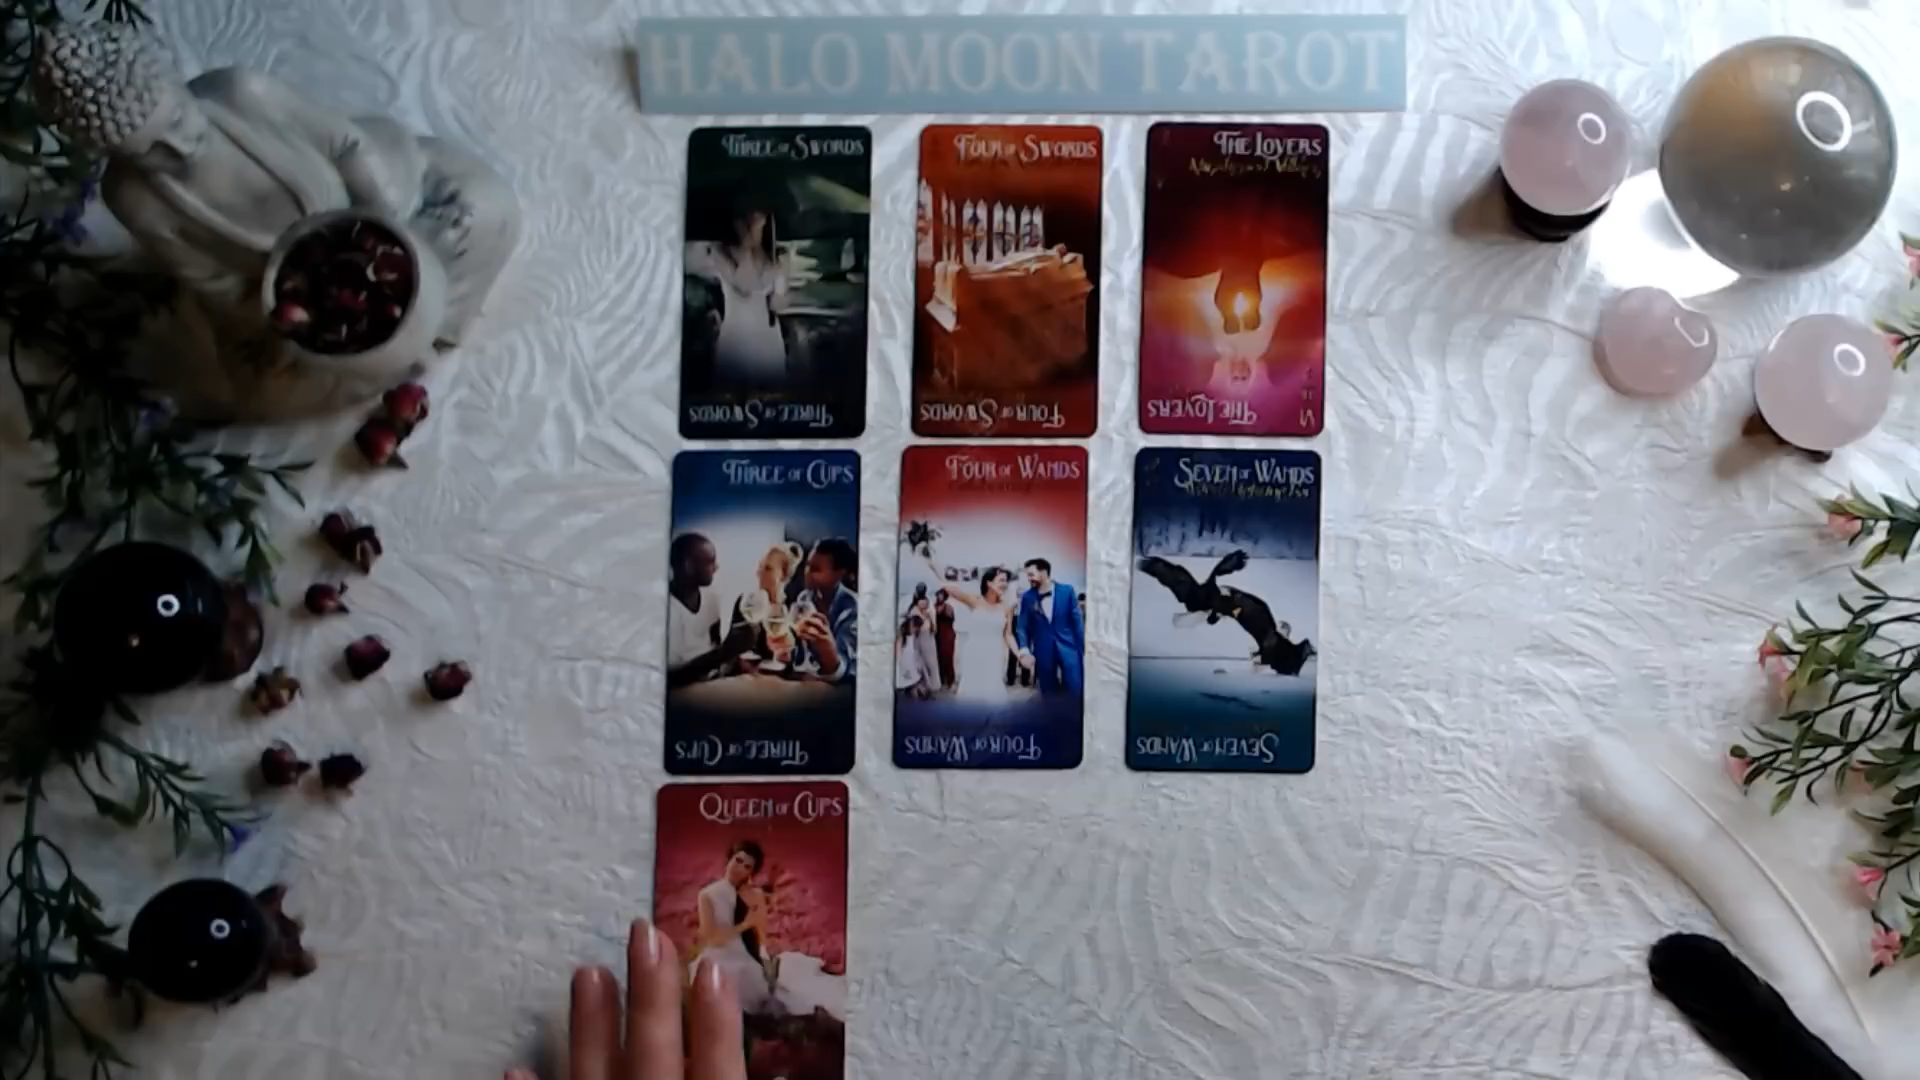 HALO MOON TAROT
THREE OF SWORDS
FOUR OF SWORDS
THE LOVERS
THREE OF SWORDS
FOUR OF SWORDS
THE LOVERS
THREE OF CUPS
FOUR OF WANDS
SEVEN OF WANDS
THREE OF CUPS
FOUR OF WANDS
SEVEN OF WANDS
QUEEN OF CUPS